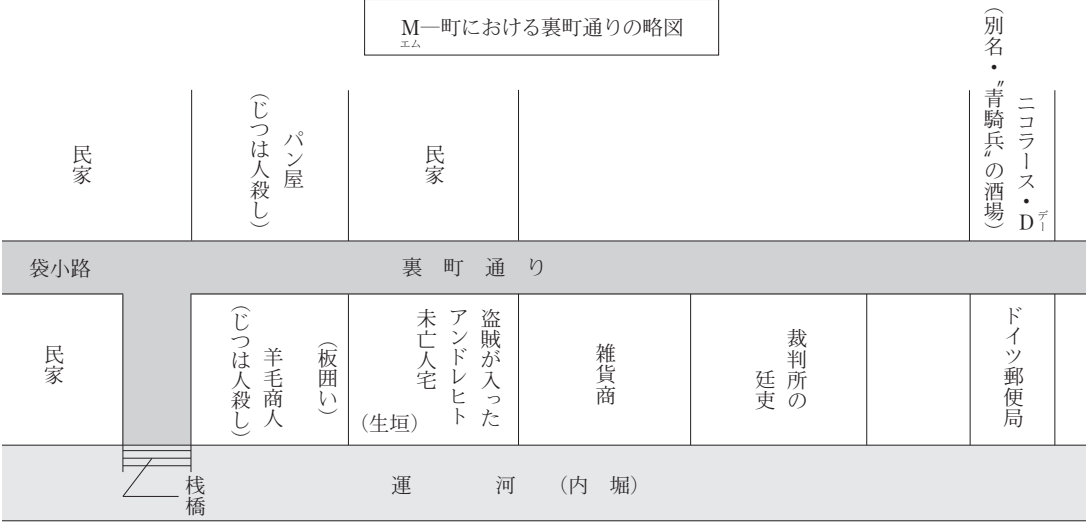 M―町における裏町通りの略図
エム
民家
パン屋
(じつは人殺し)
民家
ニコラース・D
デー
(別名・〝青騎兵〟の酒場)
袋小路
裏町通り
民家
(板囲い)
羊毛商人
(じつは人殺し)
盗賊が入った
アンドレヒト
未亡人宅
(生垣)
雑貨商
裁判所の
廷吏
ドイツ郵便局
桟橋
運河(内堀)